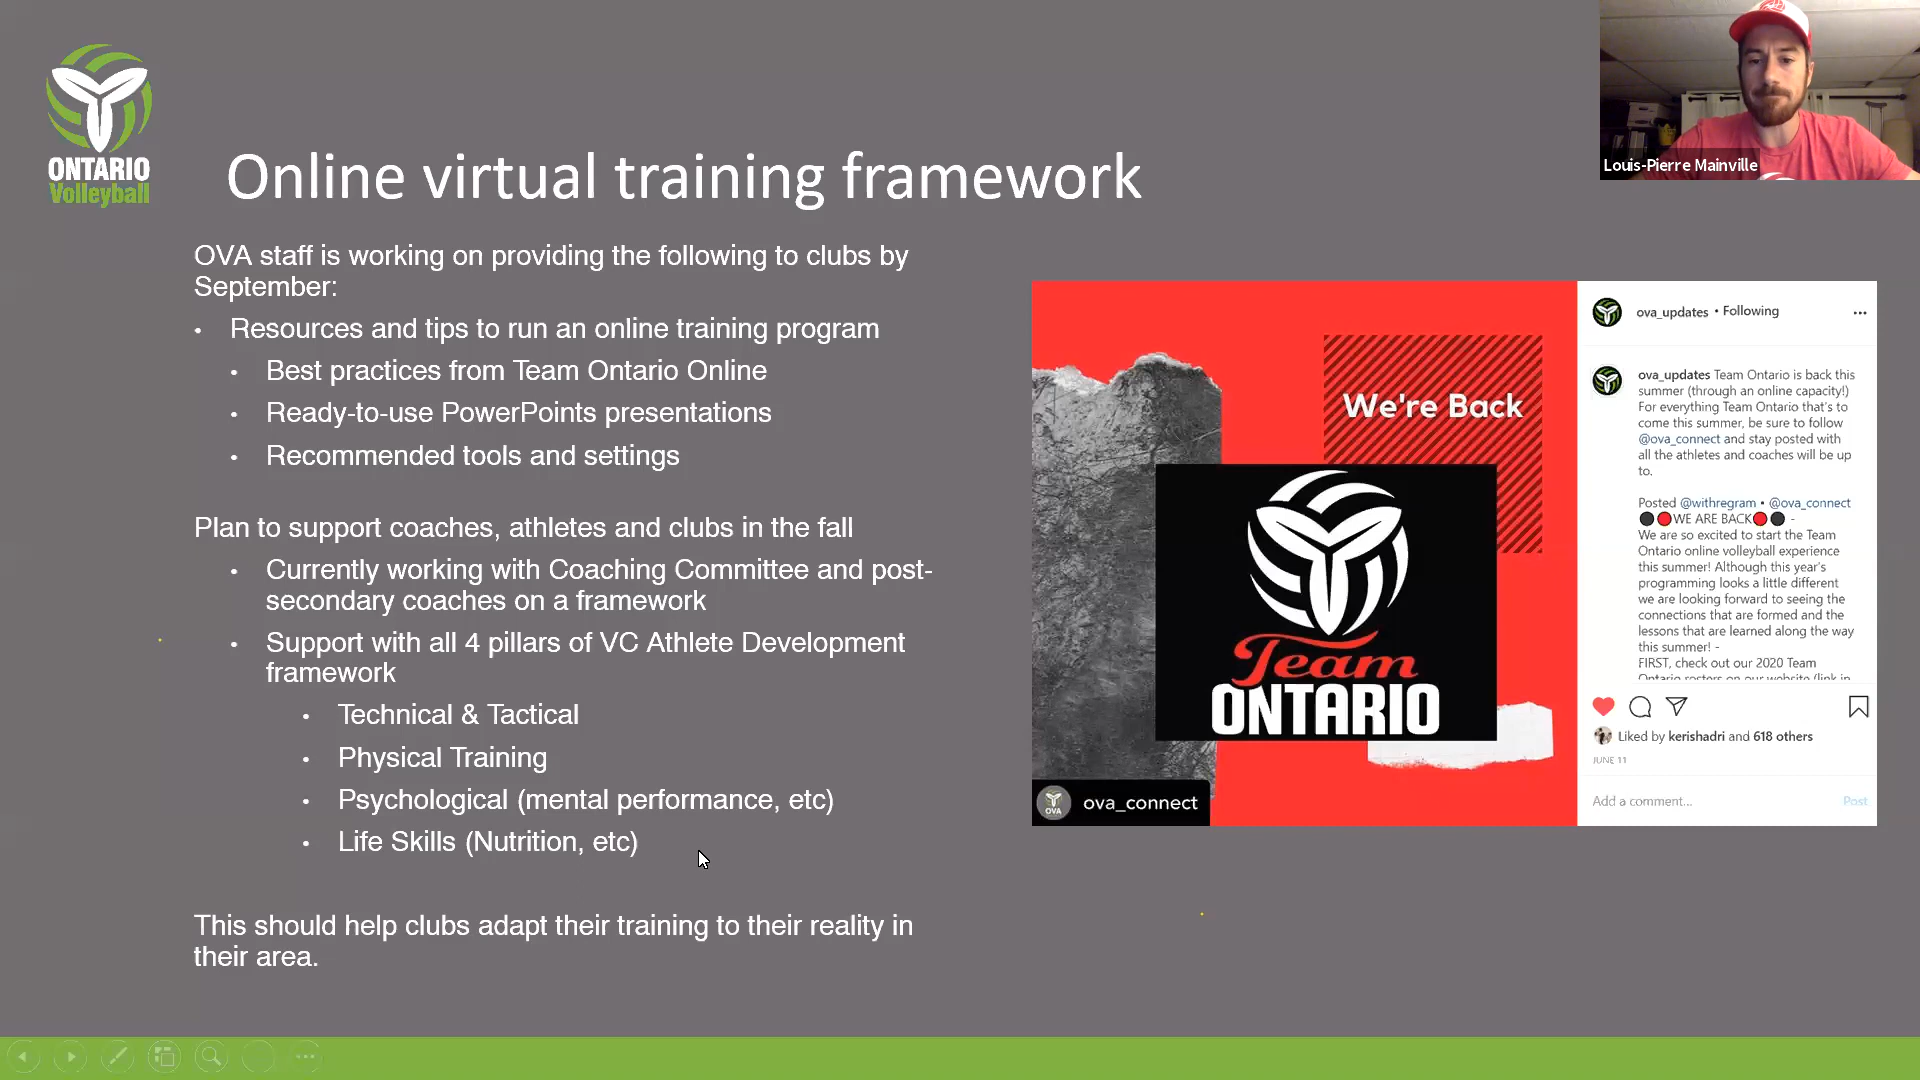 ONTARIO
Volleyball
Online virtual training framework
Louis-Pierre Mainville
OVA staff is working on providing the following to clubs by
September:
• Resources and tips to run an online training program
• Best practices from Team Ontario Online
• Ready-to-use PowerPoints presentations
• Recommended tools and settings
Plan to support coaches, athletes and clubs in the fall
• Currently working with Coaching Committee and post-
secondary coaches on a framework
• Support with all 4 pillars of VC Athlete Development
framework
• Technical & Tactical
• Physical Training
• Psychological (mental performance, etc)
• Life Skills (Nutrition, etc)
This should help clubs adapt their training to their reality in
their area.
We're Back
Team
ONTARIO
OVA
ova_connect
ova_updates • Following
ova_updates Team Ontario is back this
summer (through an online capacity!)
For everything Team Ontario that's to
come this summer, be sure to follow
@ova_connect and stay posted with
all the athletes and coaches will be up
to.
Posted @withregram • @ova_connect
⚫🔴WE ARE BACK🔴⚫ -
We are so excited to start the Team
Ontario online volleyball experience
this summer! Although this year's
programming looks a little different
we are looking forward to seeing the
connections that are formed and the
lessons that are learned along the way
this summer! -
FIRST, check out our 2020 Team
Ontario rosters on our website (link in
Liked by kerishadri and 618 others
JUNE 11
Add a comment...
Post